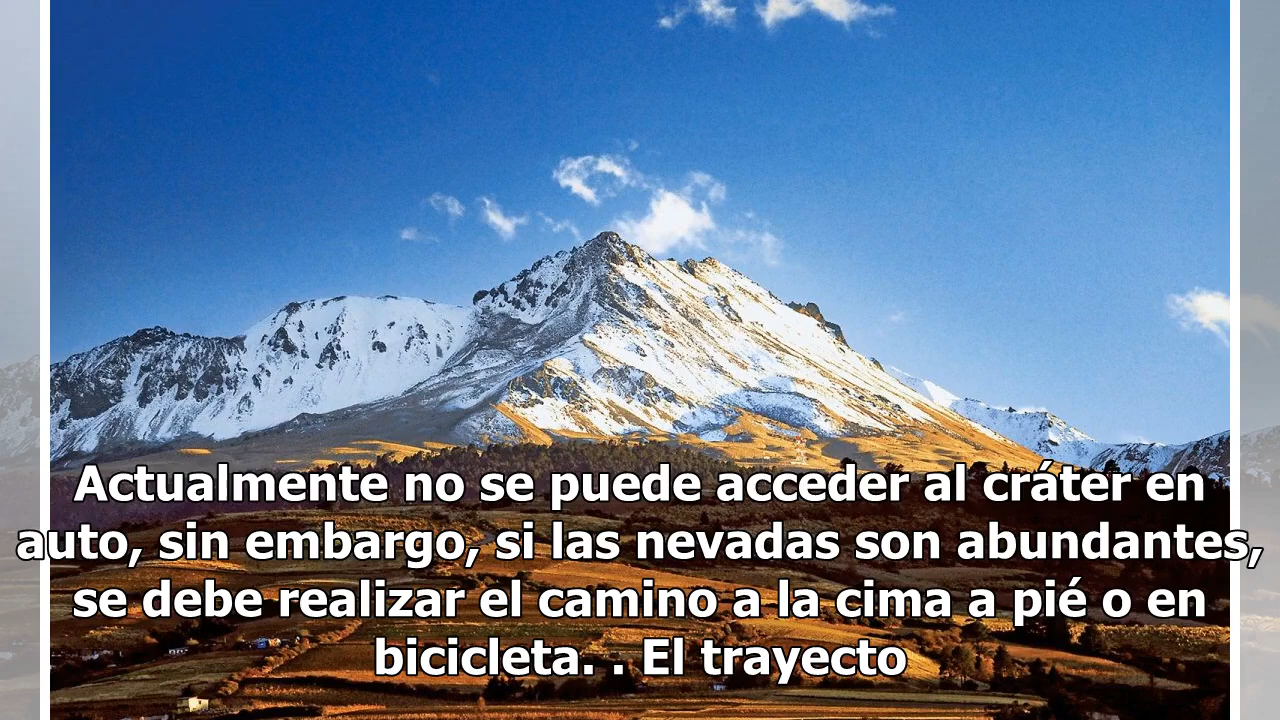 Actualmente no se puede acceder al cráter en
auto, sin embargo, si las nevadas son abundantes,
se debe realizar el camino a la cima a pié o en
bicicleta. . El trayecto